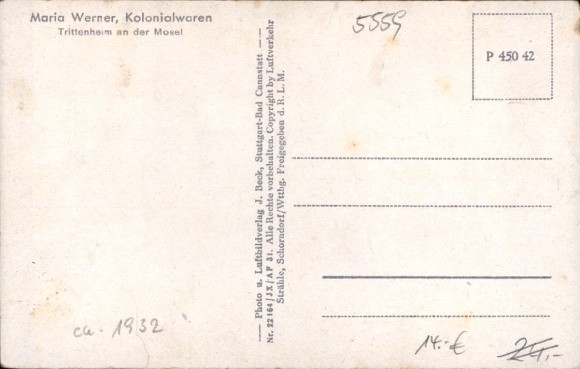 Maria Werner, Kolonialwaren
Trittenheim an der Mosel
5559
P 450 42
Photo u. Luftbildverlag J. Beck, Stuttgart-Bad Cannstatt
Nr. 22164/IX/AP 31. Alle Rechte vorbehalten. Copyright by Luftverkehr
Strähle, Schorndorf/Wttbg. Freigegeben d. R. L. M.
ca. 1932
14.-€